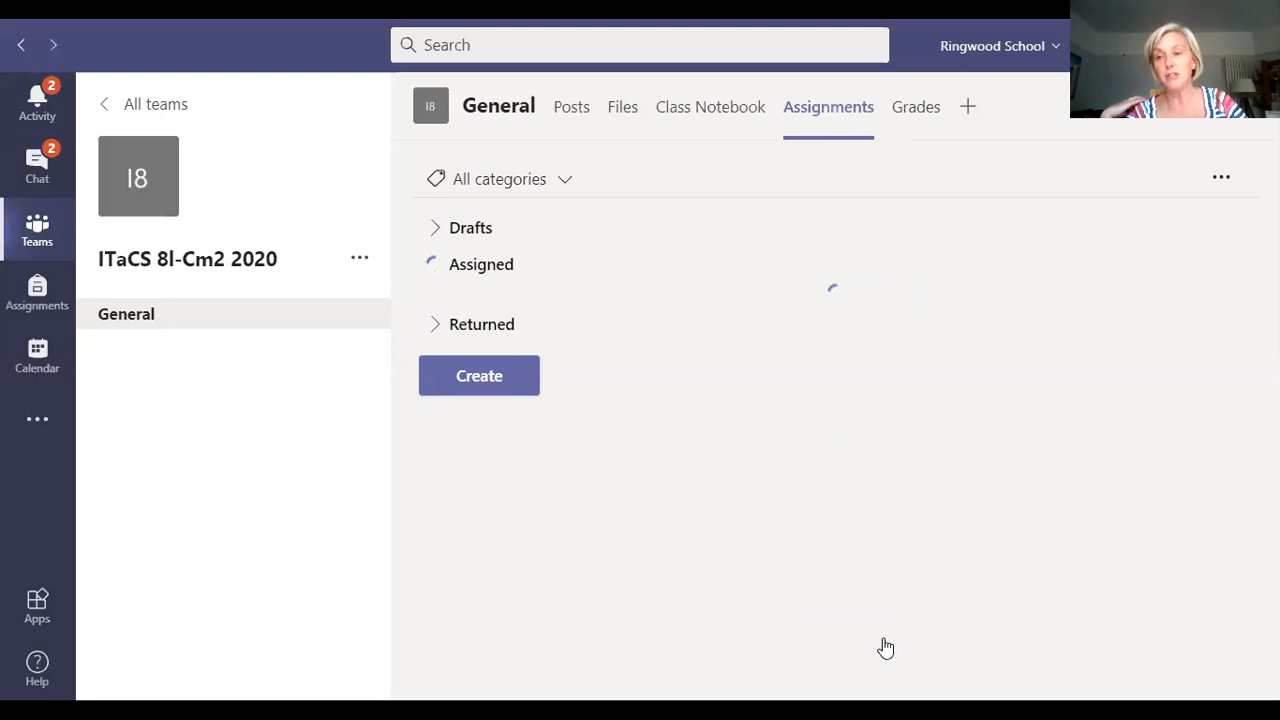 Search
Ringwood School
2
Activity
2
Chat
Teams
Assignments
Calendar
Apps
Help
All teams
I8
ITaCS 8l-Cm2 2020
General
I8
General
Posts
Files
Class Notebook
Assignments
Grades
All categories
Drafts
Assigned
Returned
Create